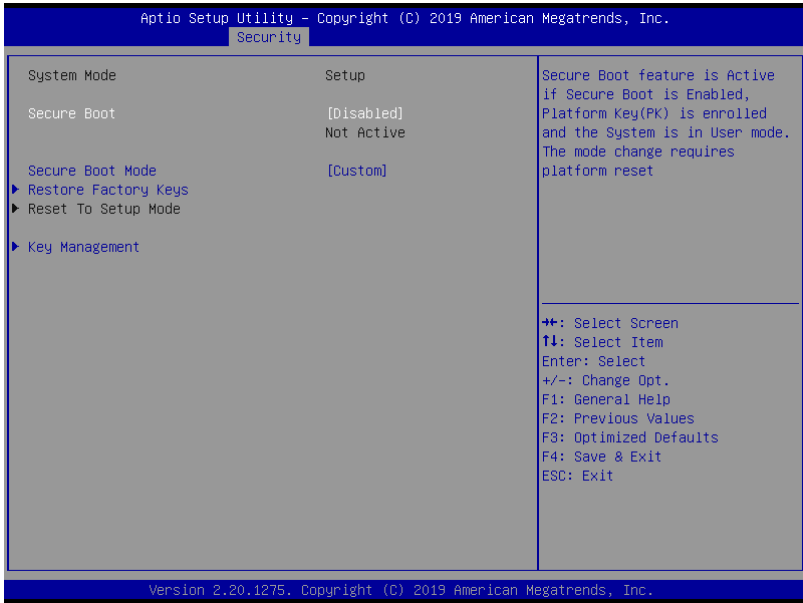 Aptio Setup Utility – Copyright (C) 2019 American Megatrends, Inc.
Security
System Mode Setup
Secure Boot [Disabled]
Not Active
Secure Boot Mode [Custom]
Restore Factory Keys
Reset To Setup Mode
Key Management
Secure Boot feature is Active
if Secure Boot is Enabled,
Platform Key(PK) is enrolled
and the System is in User mode.
The mode change requires
platform reset
→←: Select Screen
↑↓: Select Item
Enter: Select
+/-: Change Opt.
F1: General Help
F2: Previous Values
F3: Optimized Defaults
F4: Save & Exit
ESC: Exit
Version 2.20.1275. Copyright (C) 2019 American Megatrends, Inc.